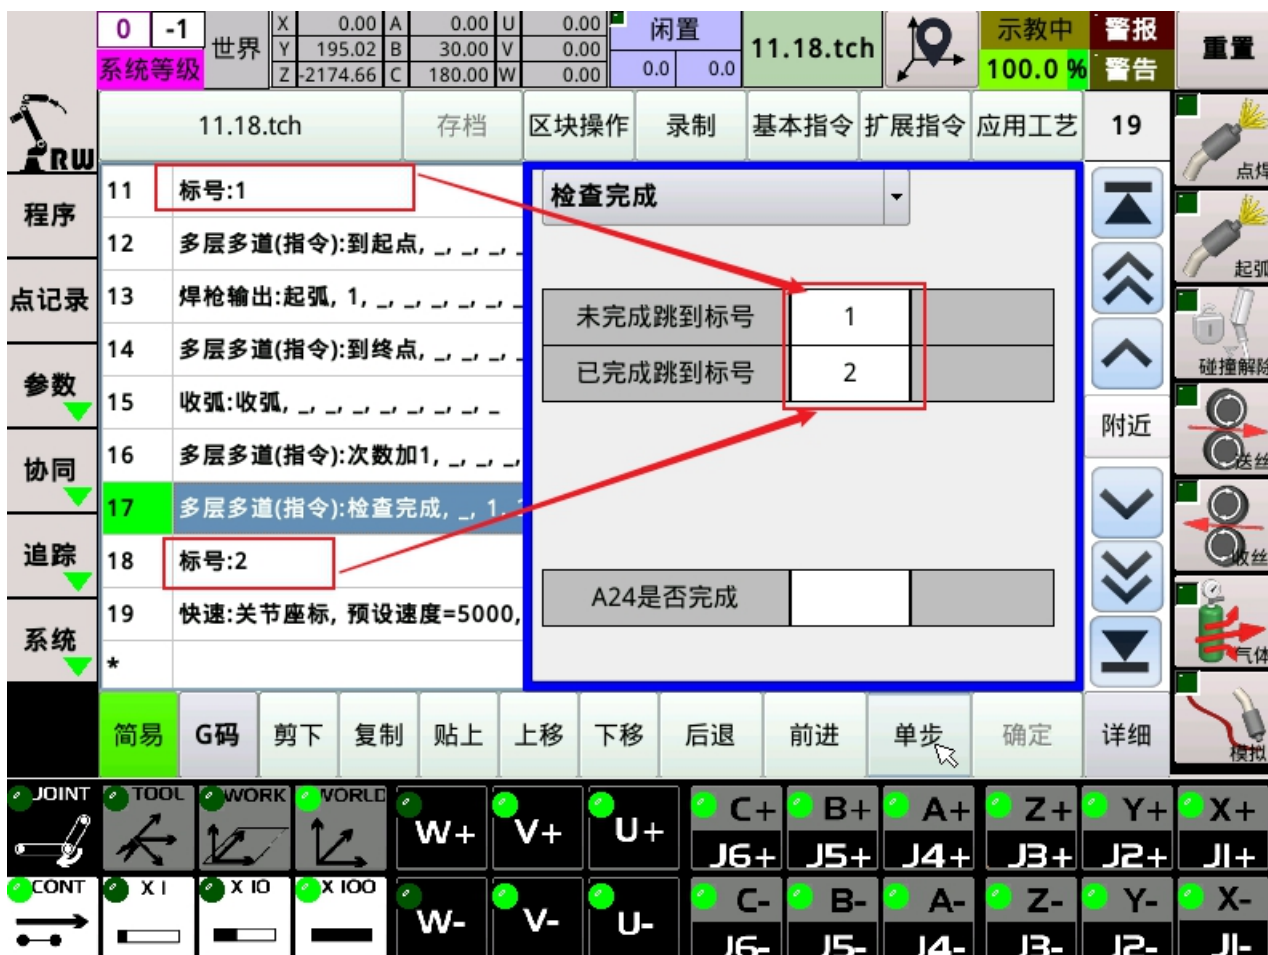 0 -1 世界 X 0.00 A 0.00 U 0.00 闲置 11.18.tch 示教中 警报 重置
系统等级 Y 195.02 B 30.00 V 0.00
Z -2174.66 C 180.00 W 0.00 0.0 0.0 100.0 % 警告
RW 11.18.tch 存档 区块操作 录制 基本指令 扩展指令 应用工艺 19
点焊
程序
点记录
参数
协同
追踪
系统
11 标号:1
12 多层多道(指令):到起点, _, _, _, _
13 焊枪输出:起弧, 1, _, _, _, _
14 多层多道(指令):到终点, _, _, _, _
15 收弧:收弧, _, _, _, _, _, _, _, _
16 多层多道(指令):次数加1, _, _, _,
17 多层多道(指令):检查完成, _, 1,
18 标号:2
19 快速:关节座标, 预设速度=5000,
*
检查完成
未完成跳到标号 1
已完成跳到标号 2
A24是否完成
附近
起弧
碰撞解除
送丝
收丝
气体
模拟
简易 G码 剪下 复制 贴上 上移 下移 后退 前进 单步 确定 详细
JOINT TOOL WORK WORLD W+ V+ U+ C+ B+ A+ Z+ Y+ X+
J6+ J5+ J4+ J3+ J2+ J1+
CONT X 1 X 10 X 100 W- V- U- C- B- A- Z- Y- X-
J6- J5- J4- J3- J2- J1-